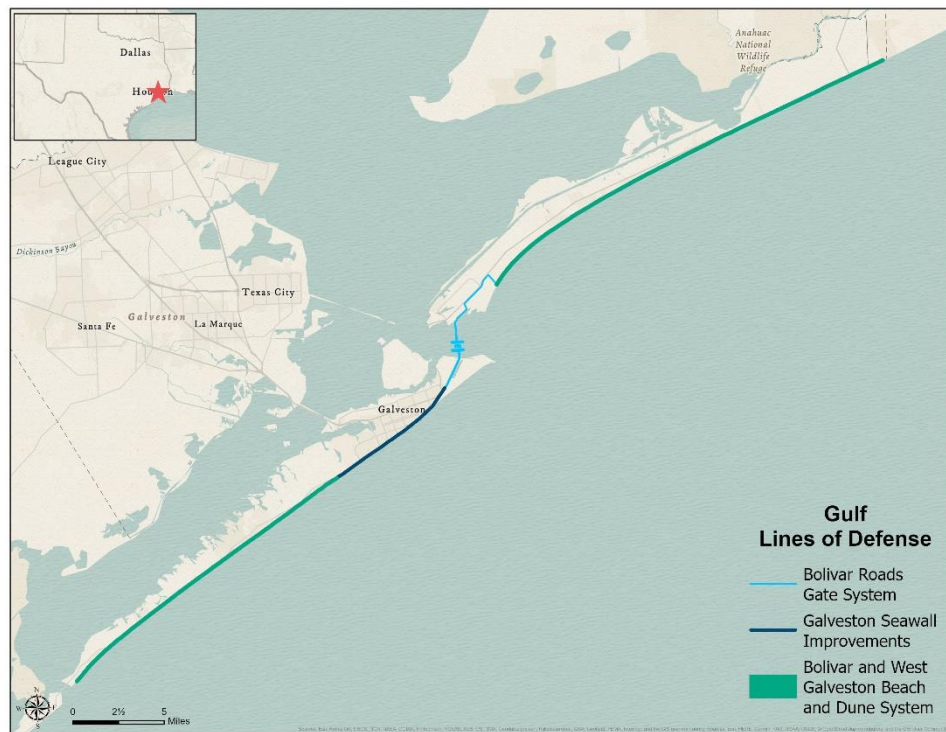 Dallas
Houston
Anahuac
National
Wildlife
Refuge
League City
Dickinson Bayou
Texas City
Galveston
Santa Fe
La Marque
Galveston
Gulf
Lines of Defense
Bolivar Roads
Gate System
Galveston Seawall
Improvements
Bolivar and West
Galveston Beach
and Dune System
N
W
E
S
0
2½
5
Miles